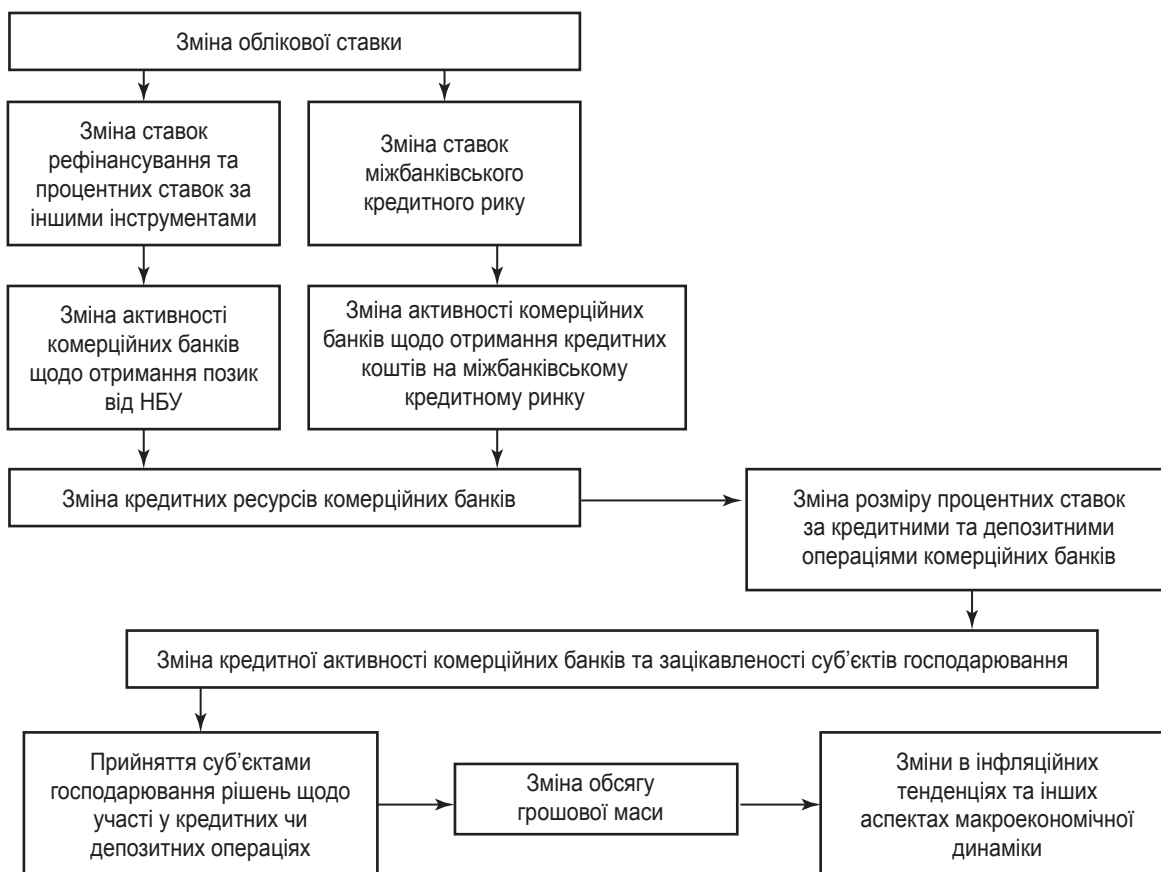 Зміна облікової ставки
Зміна ставок
рефінансування та
процентних ставок за
іншими інструментами
Зміна ставок
міжбанківського
кредитного рику
Зміна активності
комерційних банків
щодо отримання позик
від НБУ
Зміна активності комерційних
банків щодо отримання кредитних
коштів на міжбанківському
кредитному ринку
Зміна кредитних ресурсів комерційних банків
Зміна розміру процентних ставок
за кредитними та депозитними
операціями комерційних банків
Зміна кредитної активності комерційних банків та зацікавленості суб’єктів господарювання
Прийняття суб’єктами
господарювання рішень щодо
участі у кредитних чи
депозитних операціях
Зміна обсягу
грошової маси
Зміни в інфляційних
тенденціях та інших
аспектах макроекономічної
динаміки